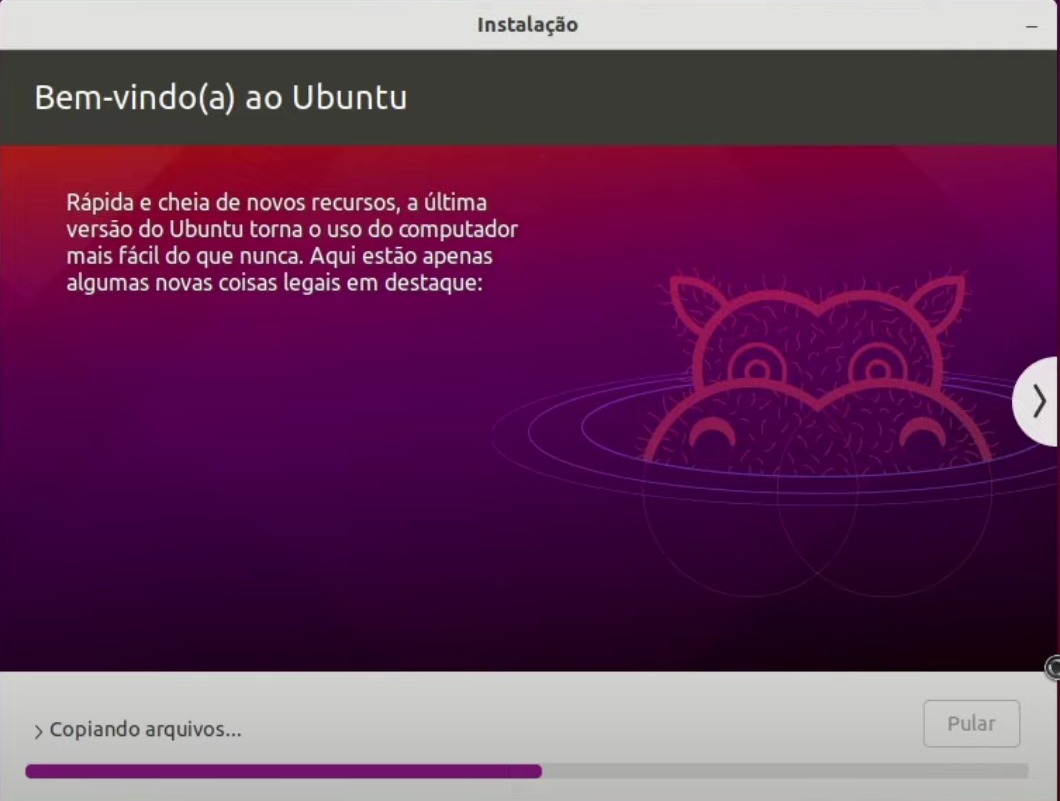 Instalação
Bem-vindo(a) ao Ubuntu
Rápida e cheia de novos recursos, a última
versão do Ubuntu torna o uso do computador
mais fácil do que nunca. Aqui estão apenas
algumas novas coisas legais em destaque:
Copiando arquivos...
Pular